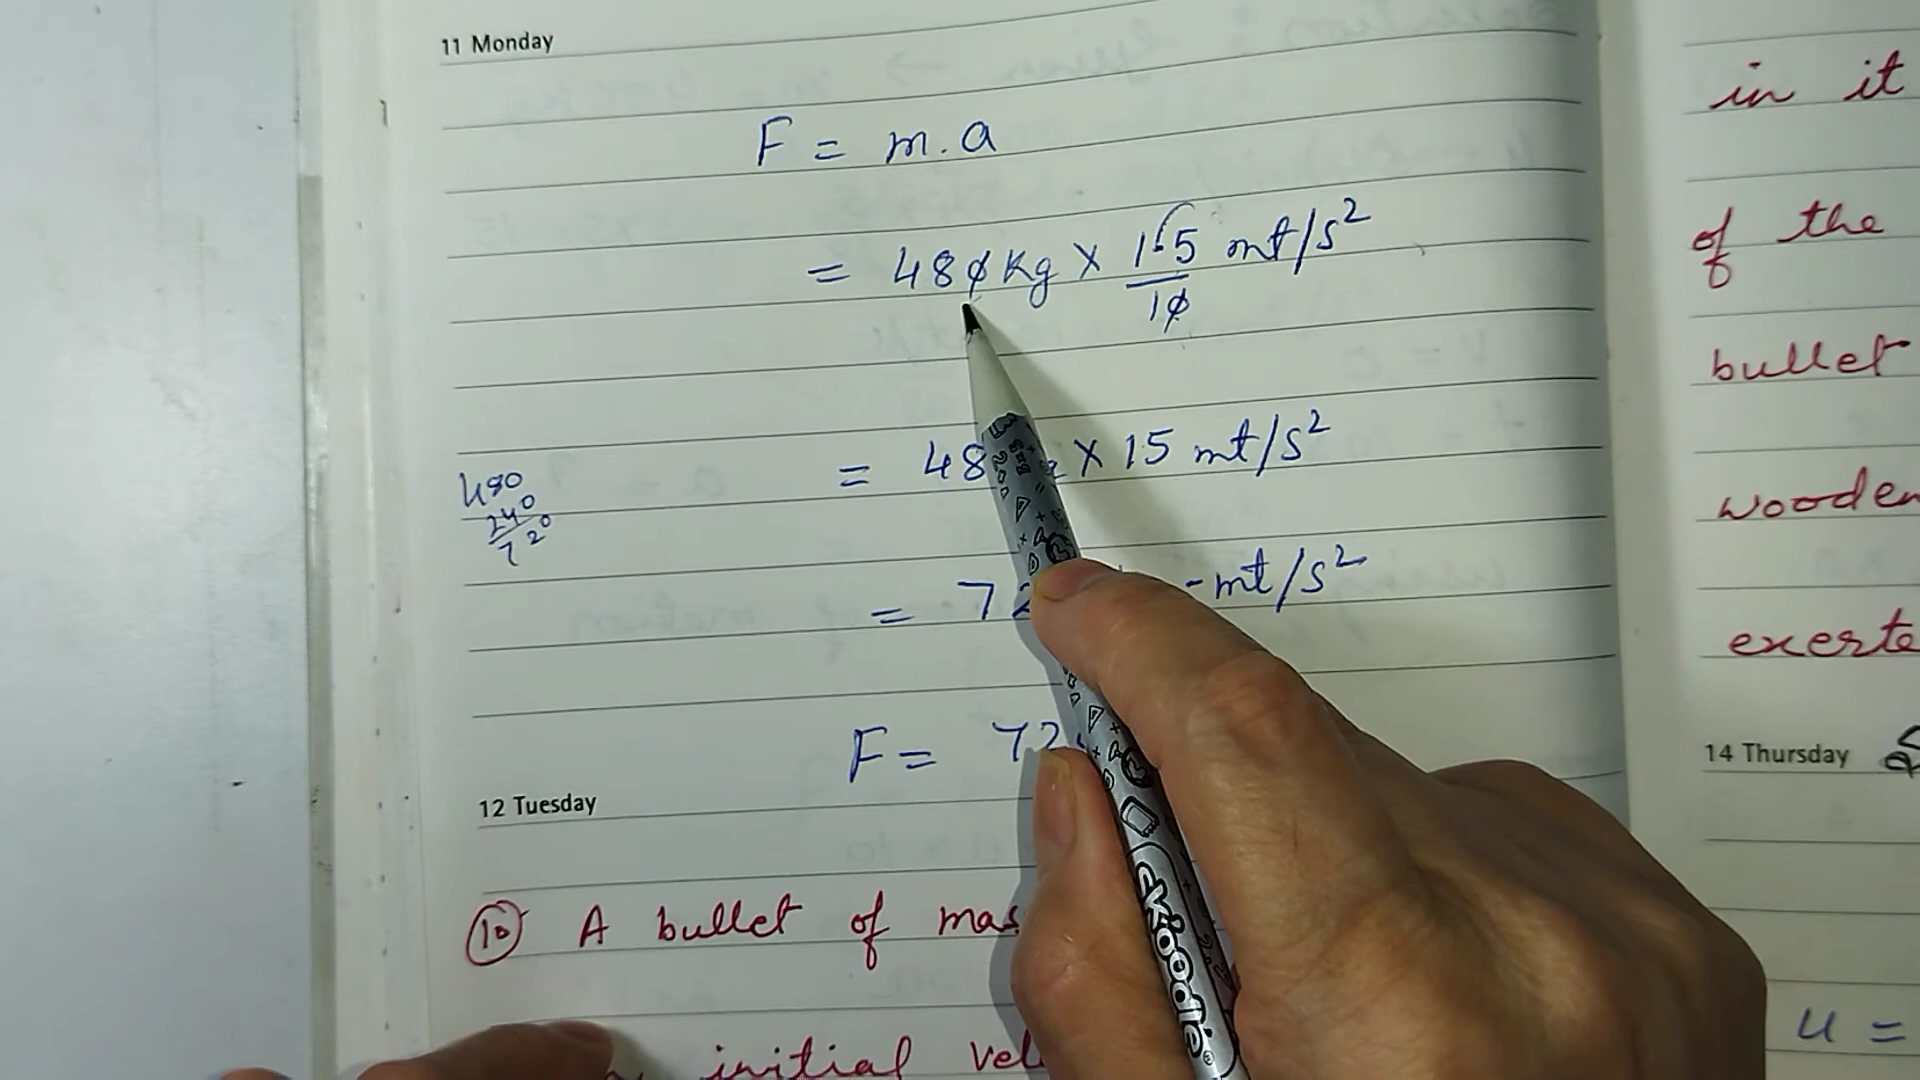 11 Monday
F = m.a
= 480 kg × 1.5 mt/s²
10
= 48 × 15 mt/s²
480
240
720
= 72 - mt/s²
F = 72
12 Tuesday
10 A bullet of mas
initial vel
skoodle
in it
of the
bullet
wooden
exerte
14 Thursday
u =